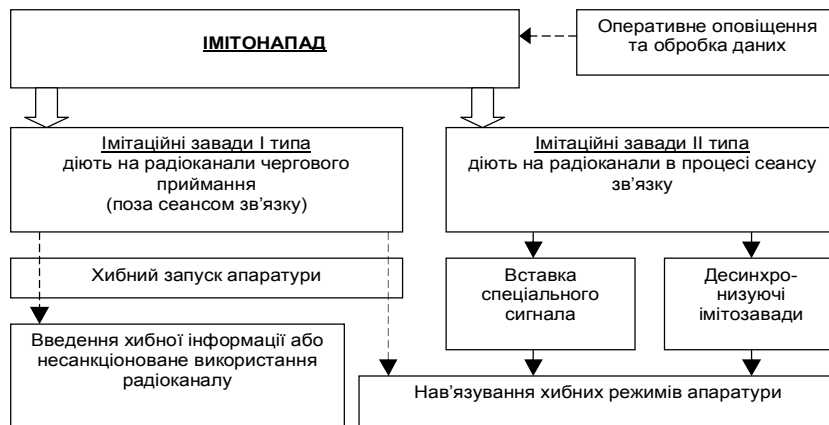 ІМІТОНАПАД
Оперативне оповіщення
та обробка даних
Імітаційні завади І типа
діють на радіоканали чергового
приймання
(поза сеансом зв’язку)
Імітаційні завади ІІ типа
діють на радіоканали в процесі сеансу
зв’язку
Хибний запуск апаратури
Вставка
спеціального
сигнала
Десинхро-
низуючі
імітозавади
Введення хибної інформації або
несанкціоноване використання
радіоканалу
Нав’язування хибних режимів апаратури